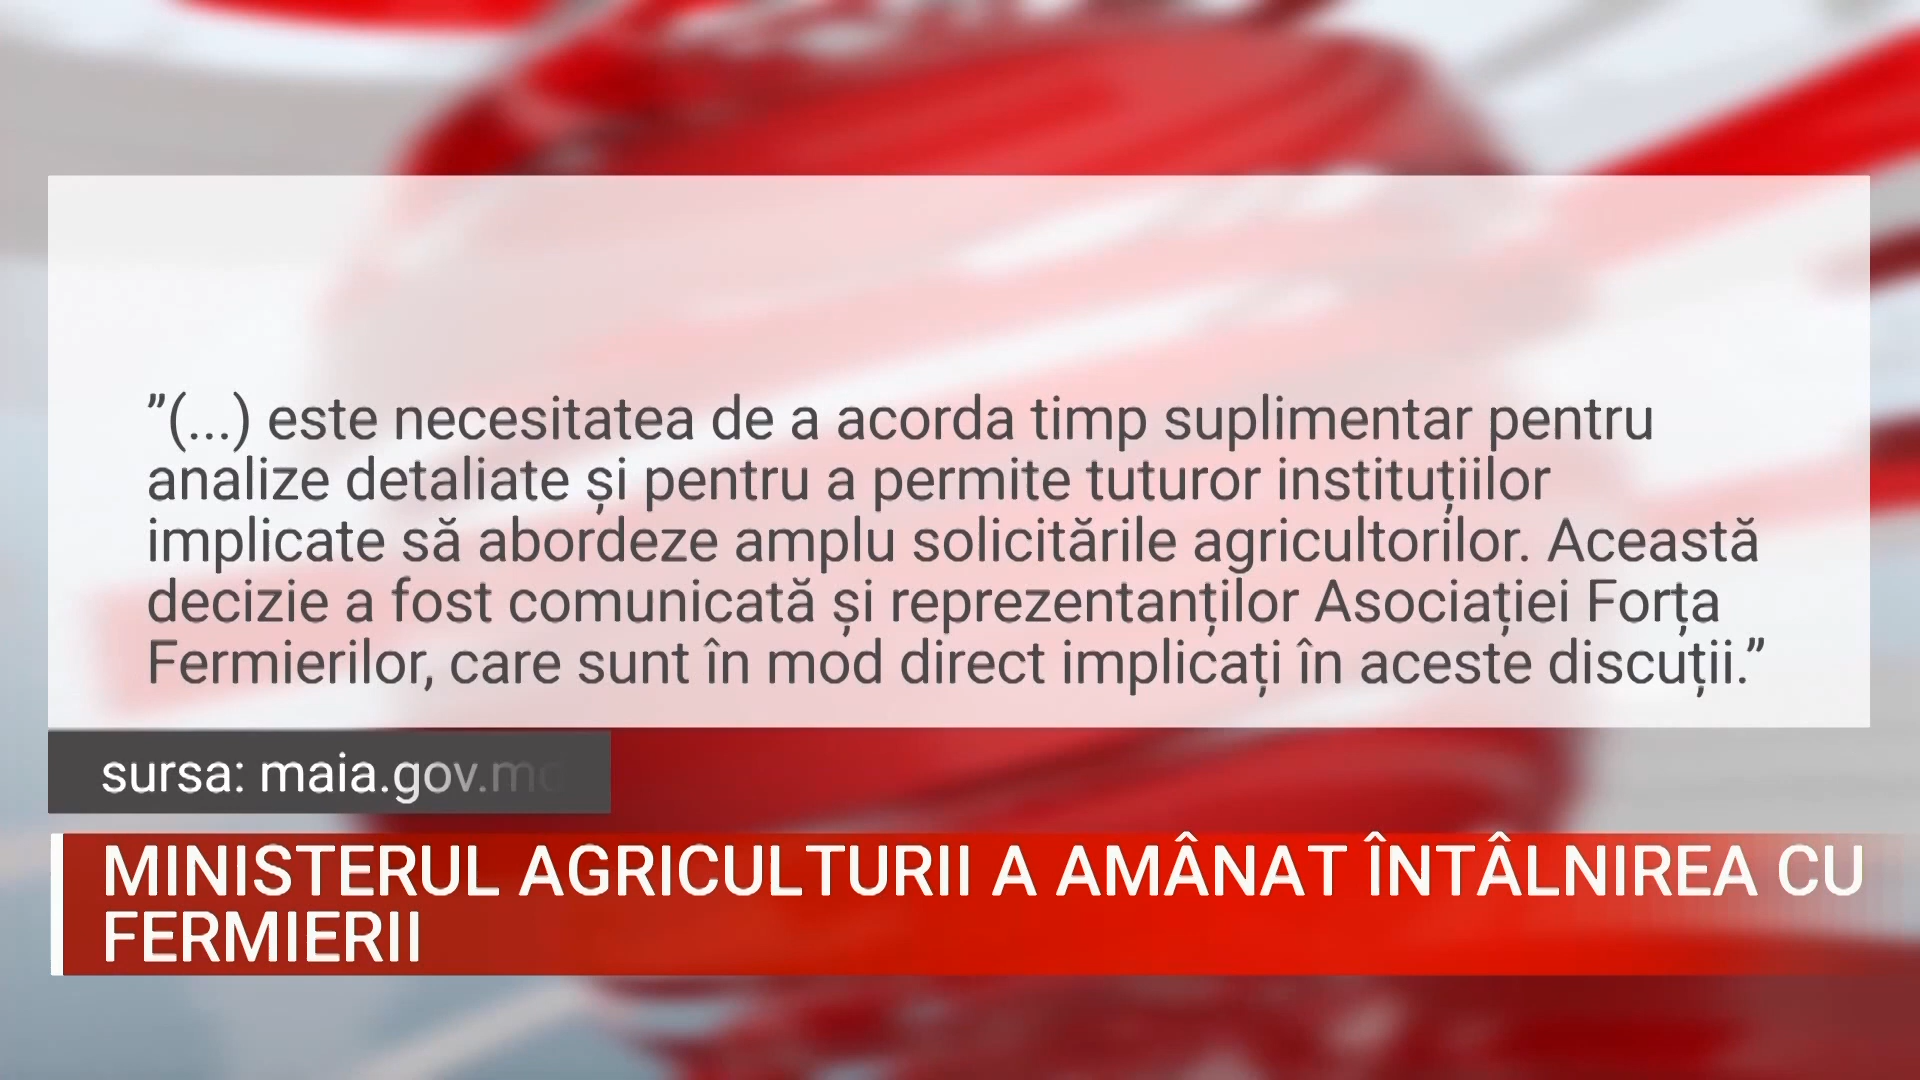 ”(...) este necesitatea de a acorda timp suplimentar pentru
analize detaliate și pentru a permite tuturor instituțiilor
implicate să abordeze amplu solicitările agricultorilor. Această
decizie a fost comunicată și reprezentanților Asociației Forța
Fermierilor, care sunt în mod direct implicați în aceste discuții.”
sursa: maia.gov.md
MINISTERUL AGRICULTURII A AMÂNAT ÎNTÂLNIREA CU
FERMIERII